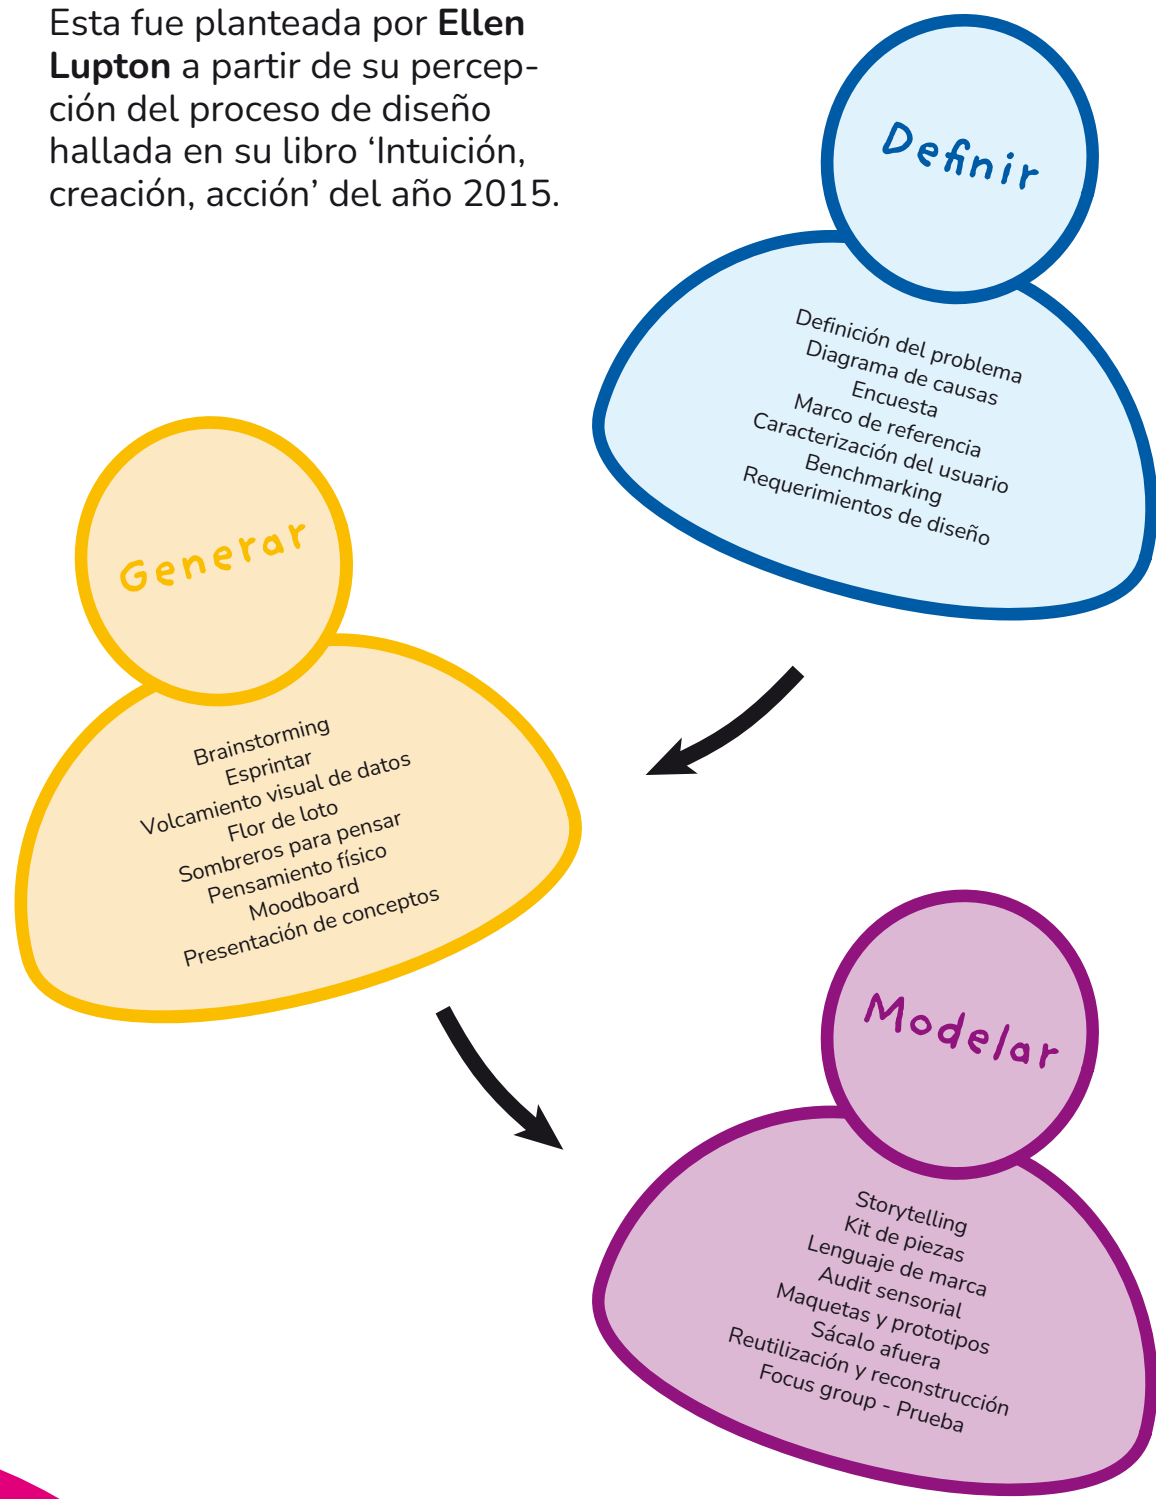 Esta fue planteada por Ellen
Lupton a partir de su percep-
ción del proceso de diseño
hallada en su libro ‘Intuición,
creación, acción’ del año 2015.
Definir
Definición del problema
Diagrama de causas
Encuesta
Marco de referencia
Caracterización del usuario
Benchmarking
Requerimientos de diseño
Generar
Brainstorming
Esprintar
Volcamiento visual de datos
Flor de loto
Sombreros para pensar
Pensamiento físico
Moodboard
Presentación de conceptos
Modelar
Storytelling
Kit de piezas
Lenguaje de marca
Audit sensorial
Maquetas y prototipos
Sácalo afuera
Reutilización y reconstrucción
Focus group - Prueba